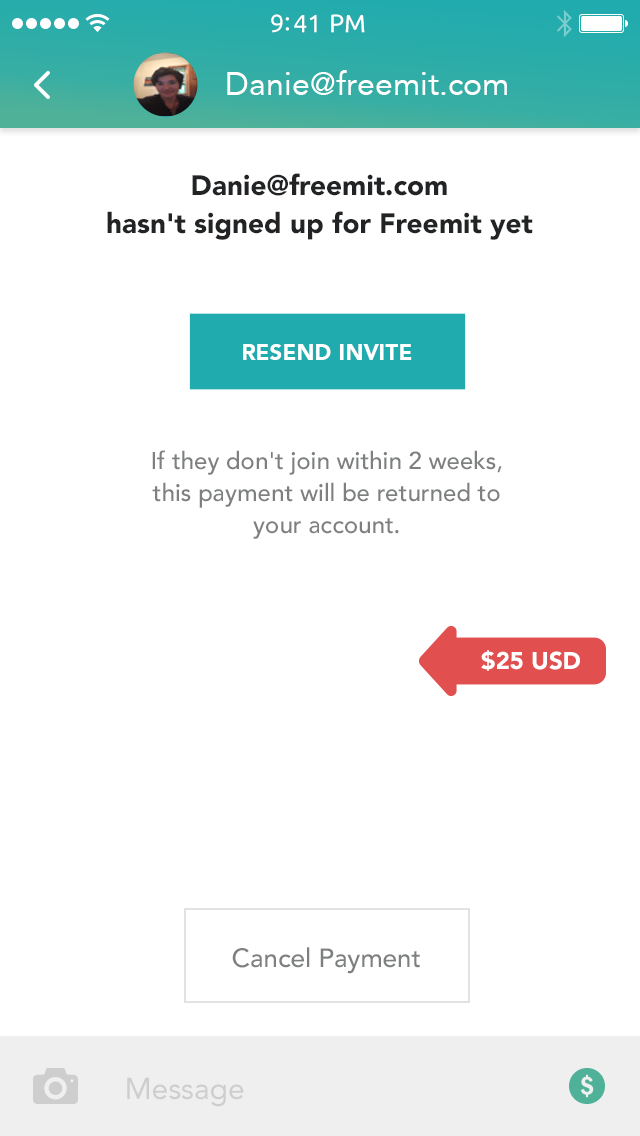 9:41 PM
Danie@freemit.com
Danie@freemit.com
hasn't signed up for Freemit yet
RESEND INVITE
If they don't join within 2 weeks,
this payment will be returned to
your account.
$25 USD
Cancel Payment
Message
$